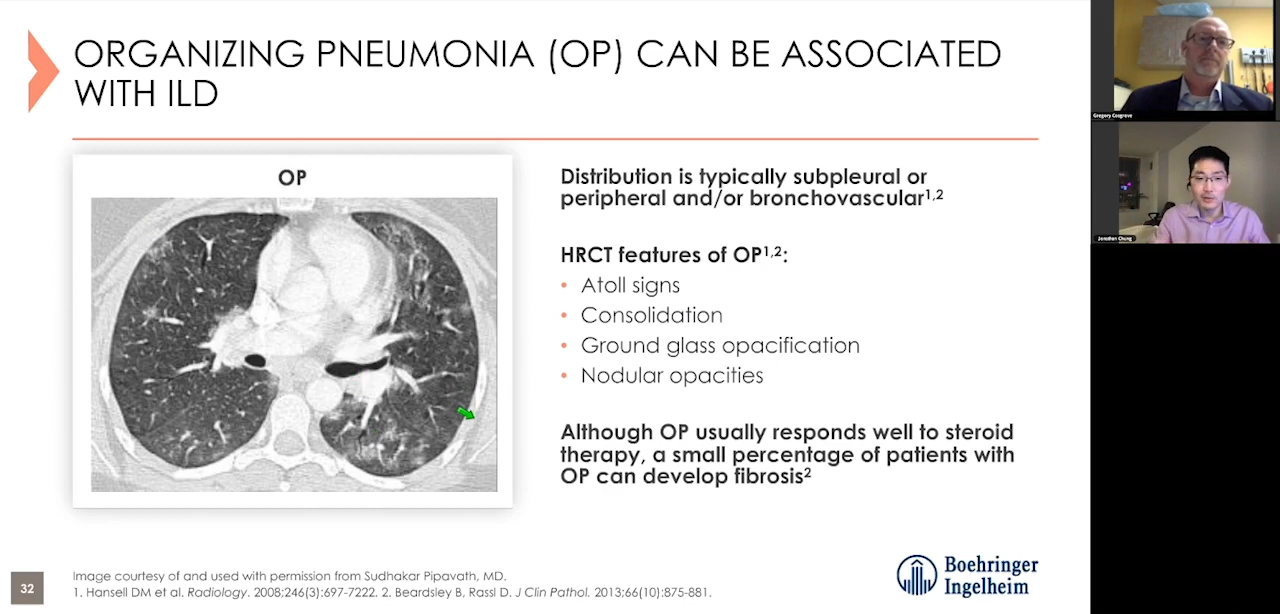 ORGANIZING PNEUMONIA (OP) CAN BE ASSOCIATED
WITH ILD
OP
Distribution is typically subpleural or
peripheral and/or bronchovascular1,2
HRCT features of OP1,2:
• Atoll signs
• Consolidation
• Ground glass opacification
• Nodular opacities
Although OP usually responds well to steroid
therapy, a small percentage of patients with
OP can develop fibrosis2
32
Image courtesy of and used with permission from Sudhakar Pipavath, MD.
1. Hansell DM et al. Radiology. 2008;246(3):697-7222. 2. Beardsley B, Rassl D. J Clin Pathol. 2013;66(10):875-881.
Boehringer
Ingelheim
Gregory Cosgrove
Jonathan Chung